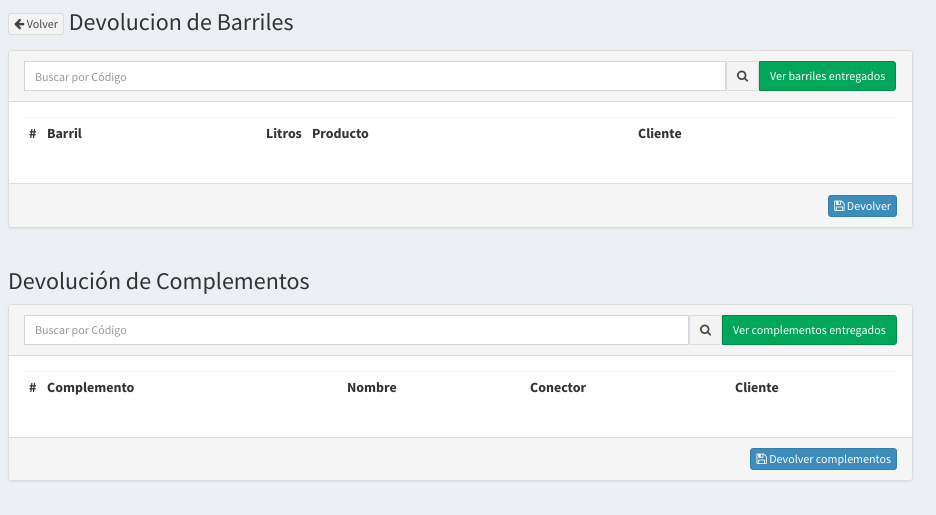 Volver Devolucion de Barriles
Buscar por Código Ver barriles entregados
# Barril Litros Producto Cliente
Devolver
Devolución de Complementos
Buscar por Código Ver complementos entregados
# Complemento Nombre Conector Cliente
Devolver complementos